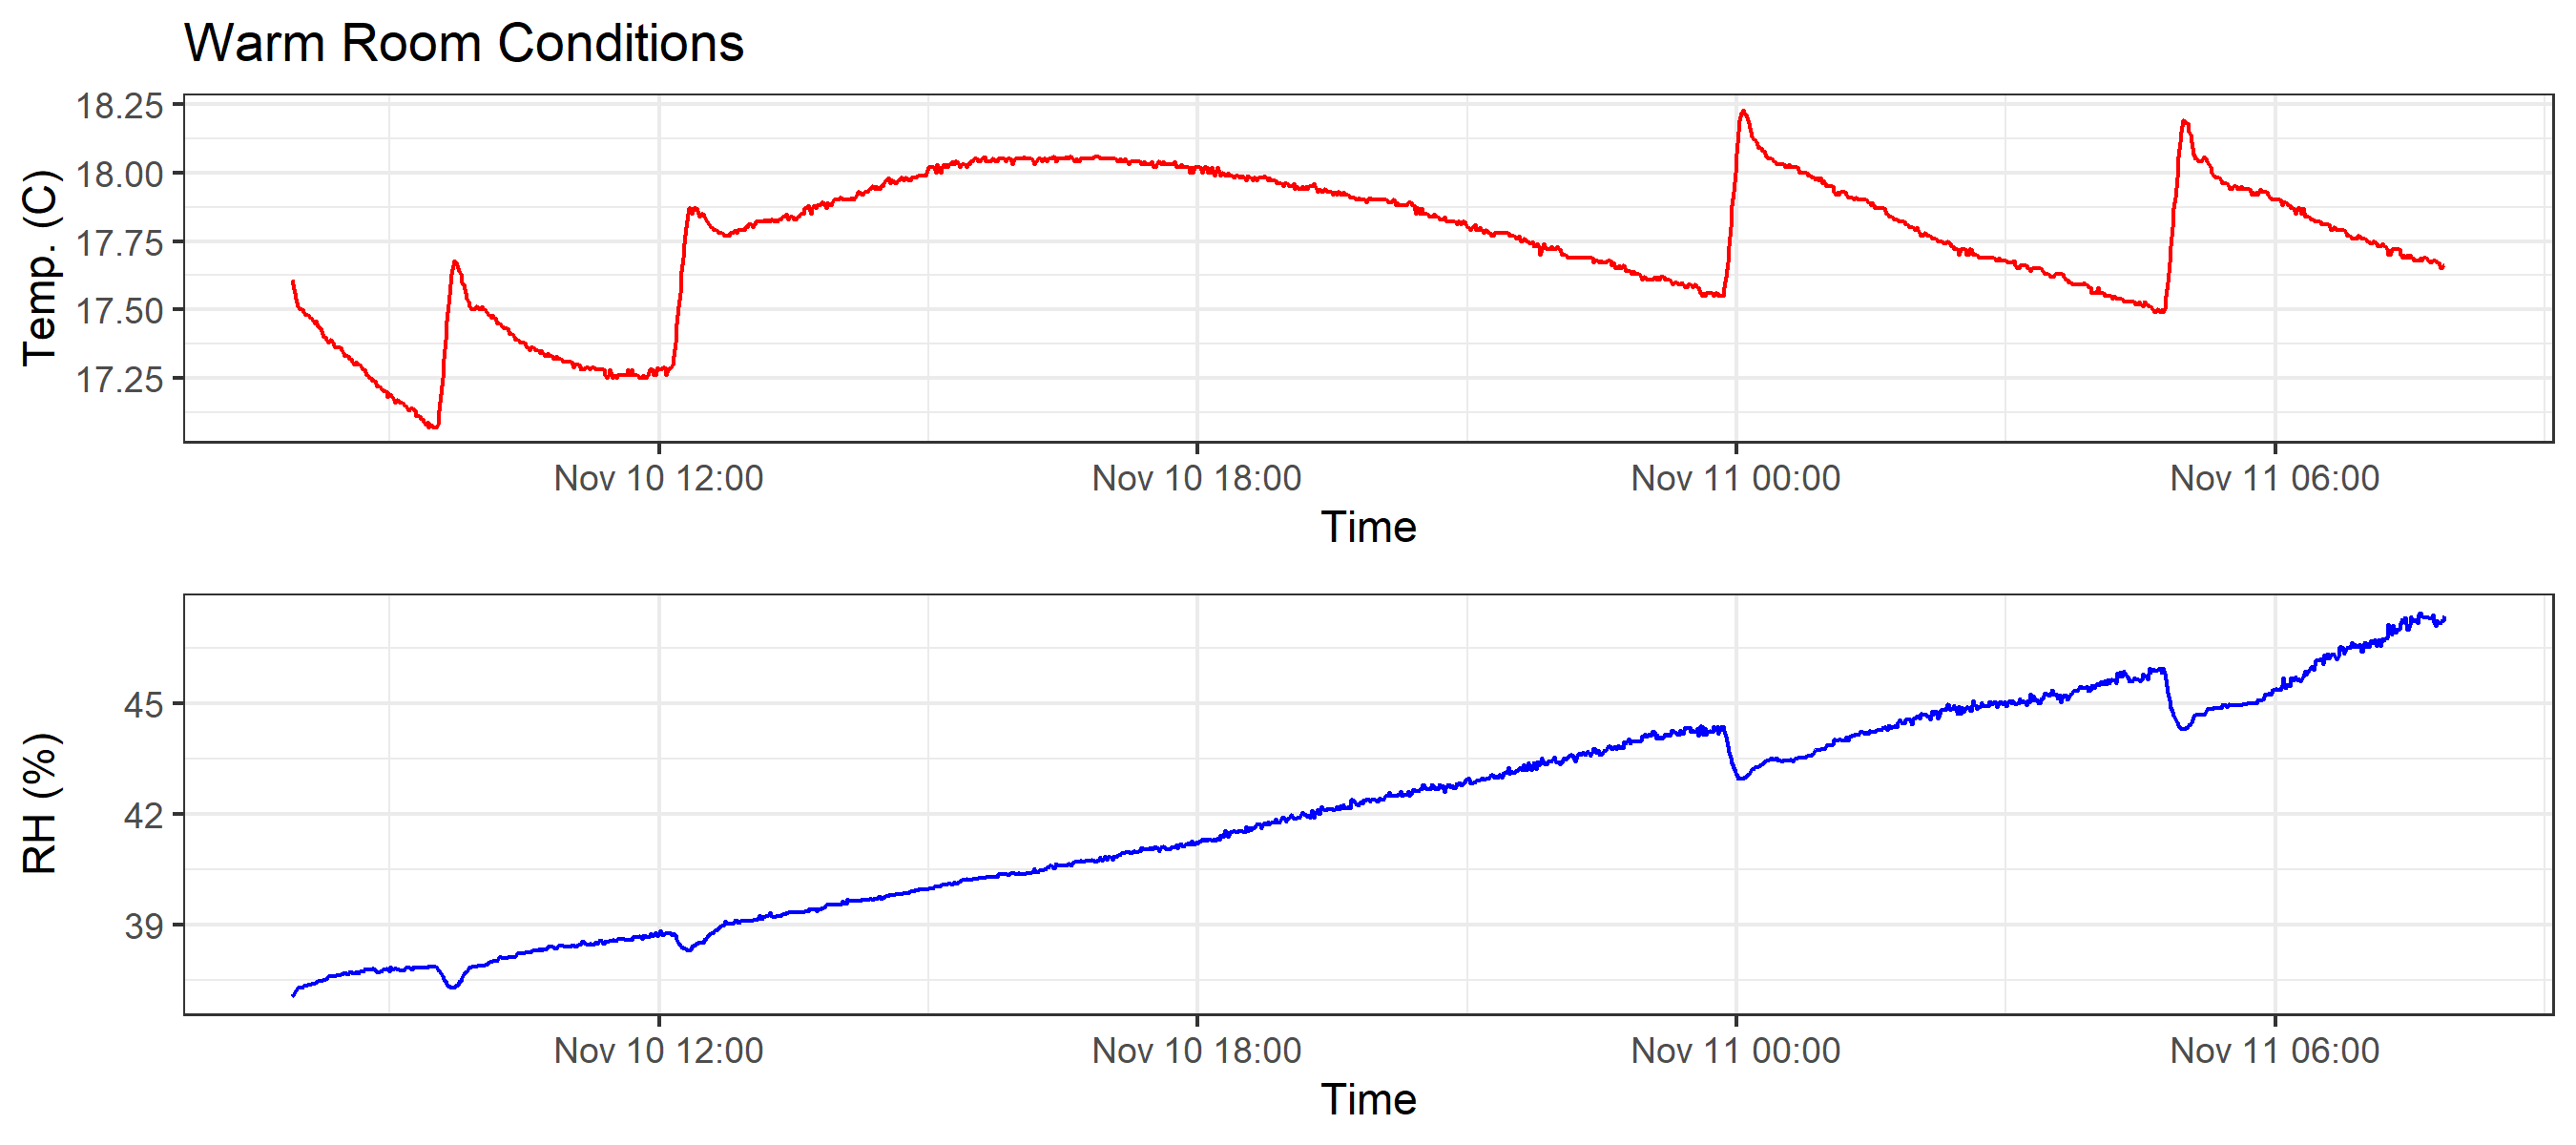 Warm Room Conditions
18.25
18.00
17.75
17.50
17.25
Temp. (C)
Nov 10 12:00 Nov 10 18:00 Nov 11 00:00 Nov 11 06:00
Time
45
42
39
RH (%)
Nov 10 12:00 Nov 10 18:00 Nov 11 00:00 Nov 11 06:00
Time